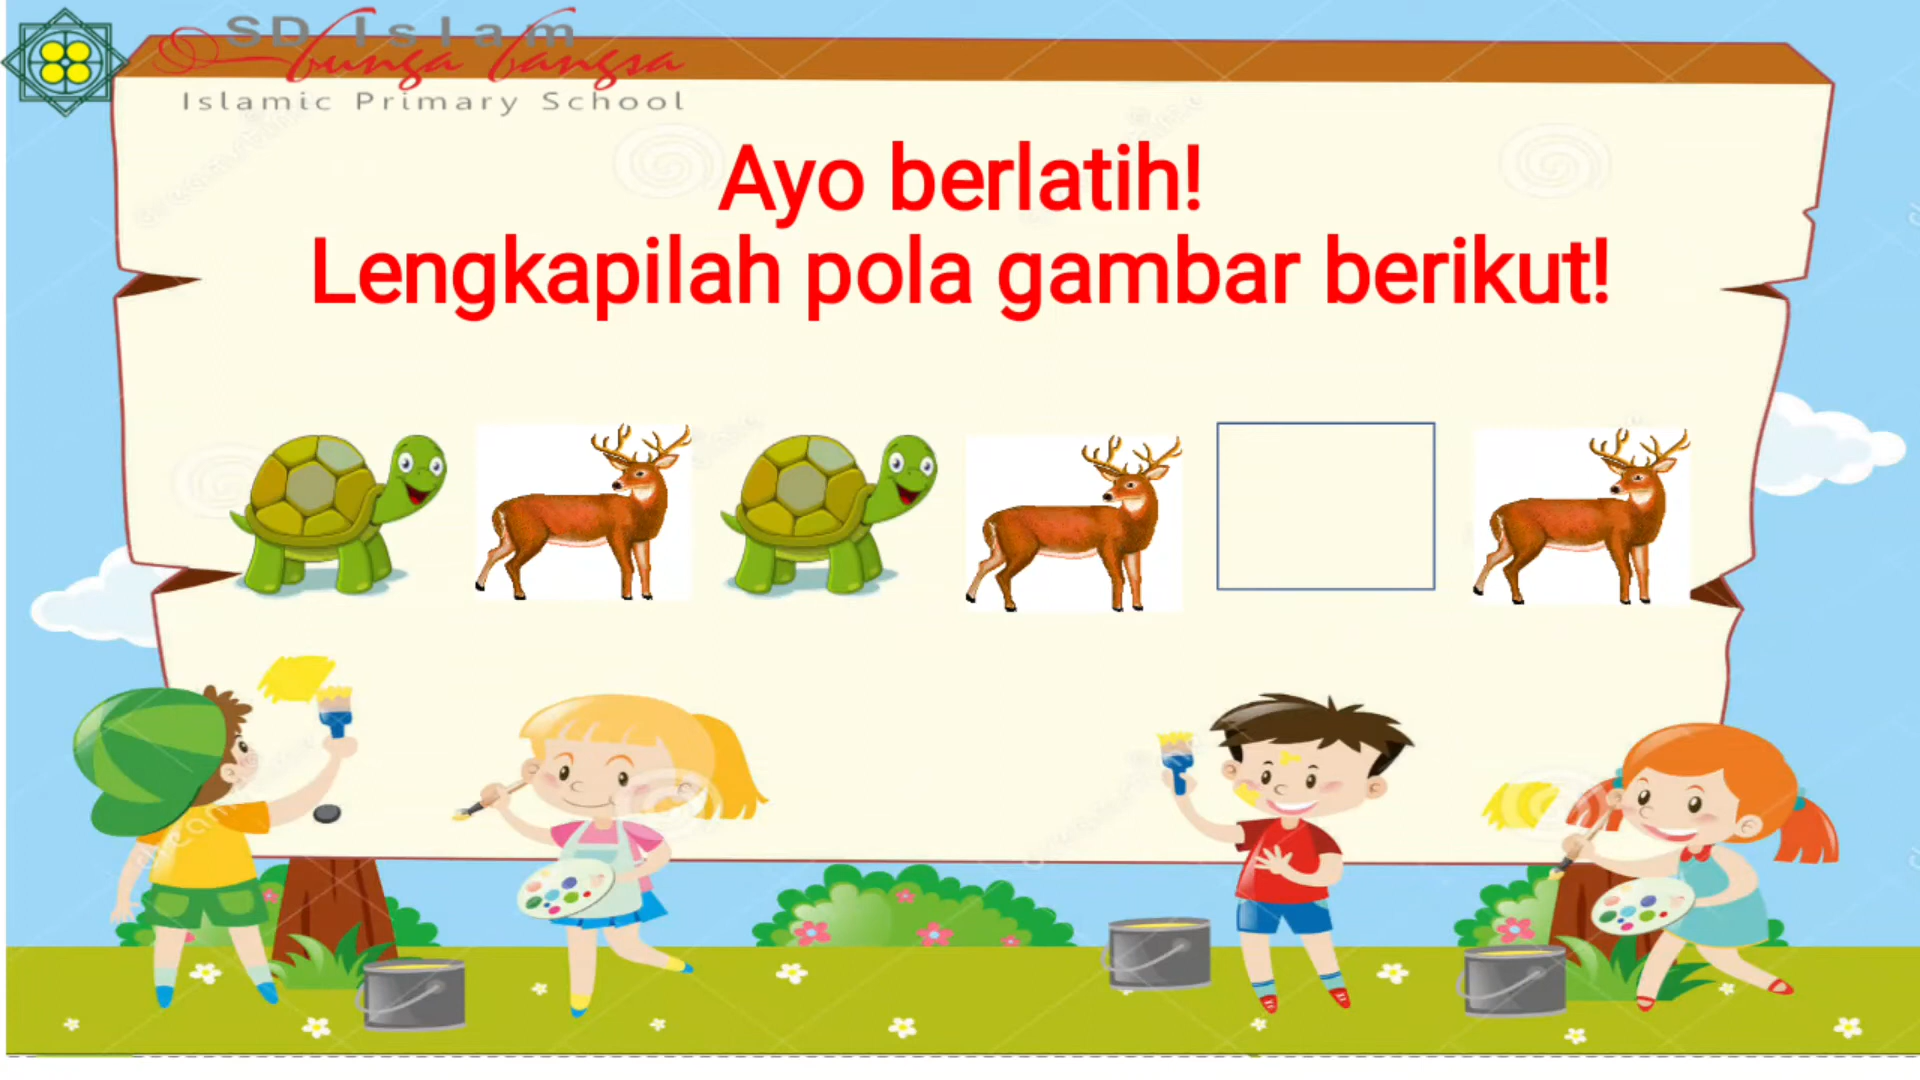 SD Islam
bunga bangsa
Islamic Primary School
Ayo berlatih!
Lengkapilah pola gambar berikut!